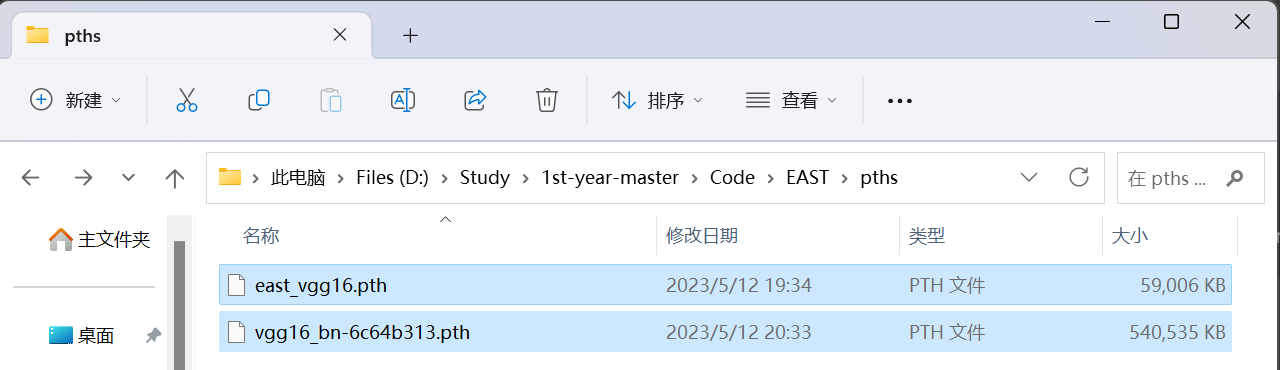 pths
新建
排序
查看
此电脑 Files (D:) Study 1st-year-master Code EAST pths
在 pths ...
主文件夹
桌面
名称 修改日期 类型 大小
east_vgg16.pth 2023/5/12 19:34 PTH 文件 59,006 KB
vgg16_bn-6c64b313.pth 2023/5/12 20:33 PTH 文件 540,535 KB